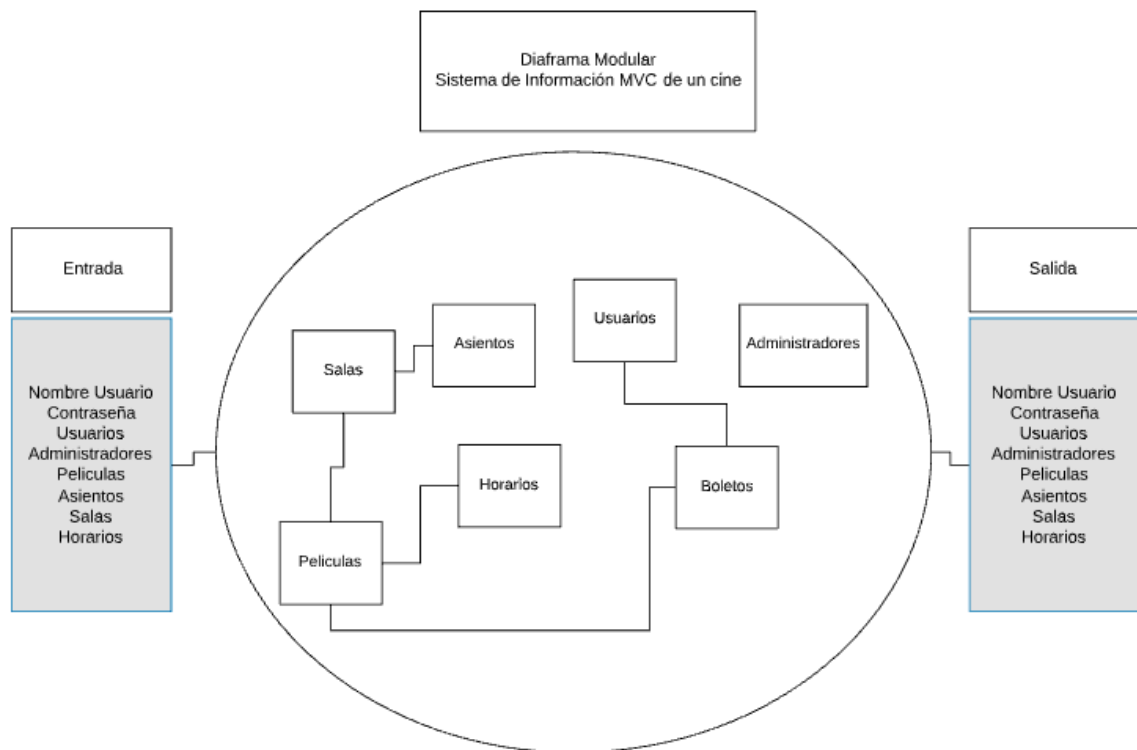 Diaframa Modular
Sistema de Información MVC de un cine
Entrada
Salida
Nombre Usuario
Contraseña
Usuarios
Administradores
Peliculas
Asientos
Salas
Horarios
Salas
Asientos
Usuarios
Administradores
Horarios
Boletos
Peliculas
Nombre Usuario
Contraseña
Usuarios
Administradores
Peliculas
Asientos
Salas
Horarios